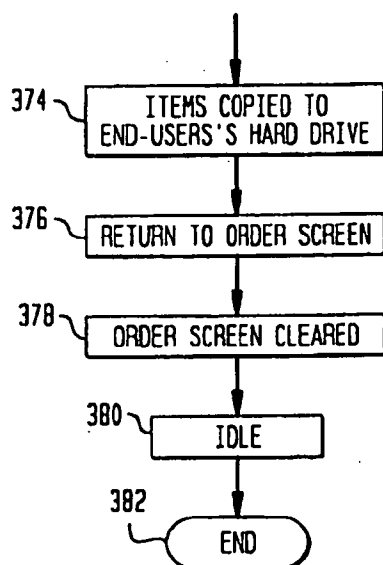 374
ITEMS COPIED TO
END-USERS'S HARD DRIVE
376
RETURN TO ORDER SCREEN
378
ORDER SCREEN CLEARED
380
IDLE
382
END